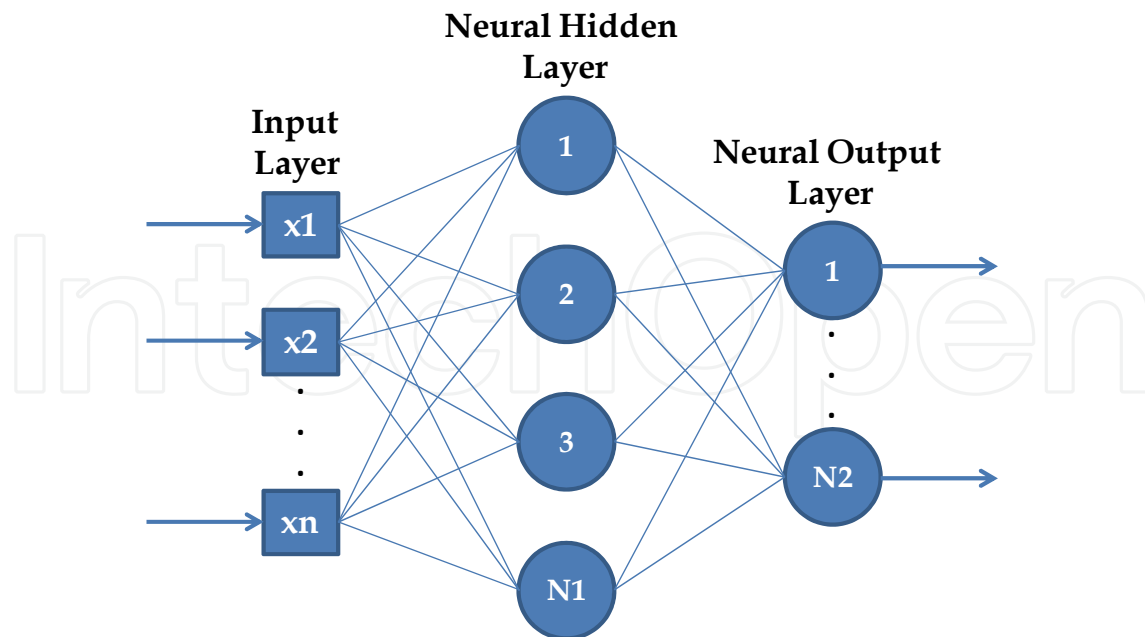 Neural Hidden
Layer
Input
Layer
Neural Output
Layer
1
x1
2
1
x2
3
xn
N2
N1
IntechOpen